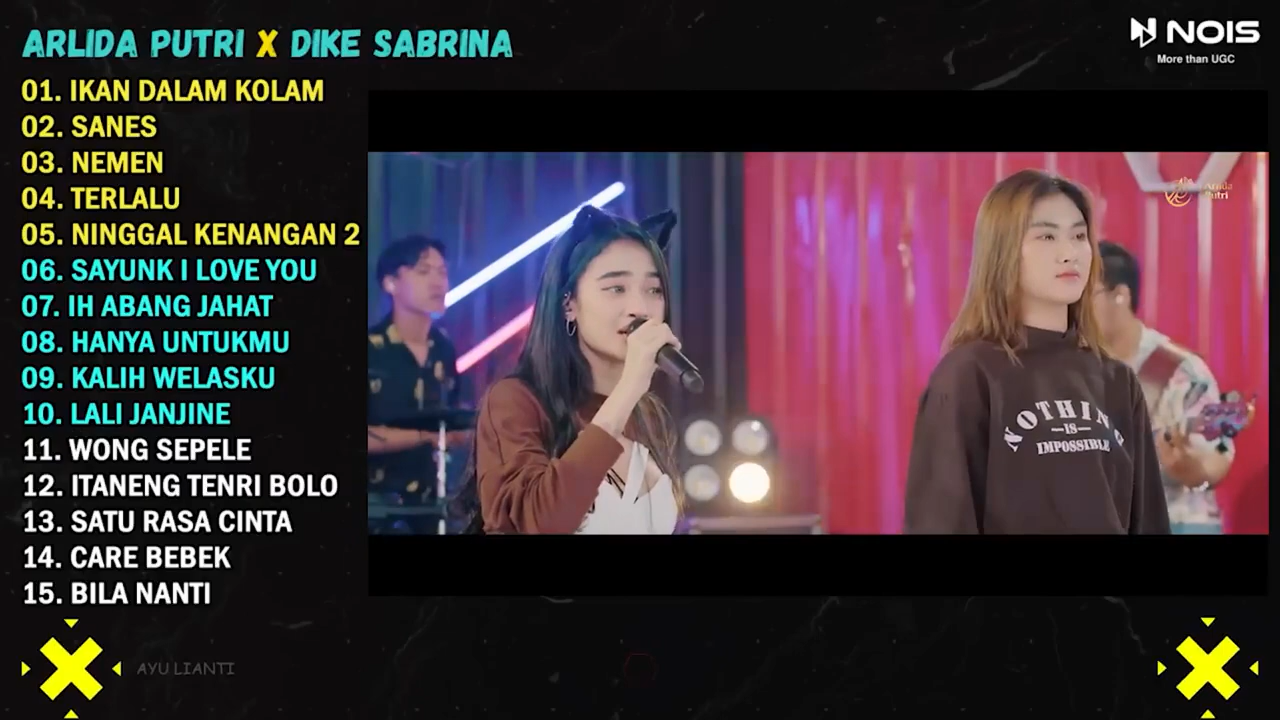 ARLIDA PUTRI X DIKE SABRINA
NOIS
More than UGC
01. IKAN DALAM KOLAM
02. SANES
03. NEMEN
04. TERLALU
05. NINGGAL KENANGAN 2
06. SAYUNK I LOVE YOU
07. IH ABANG JAHAT
08. HANYA UNTUKMU
09. KALIH WELASKU
10. LALI JANJINE
11. WONG SEPELE
12. ITANENG TENRI BOLO
13. SATU RASA CINTA
14. CARE BEBEK
15. BILA NANTI
Arlida
Putri
NOTHING
IS
IMPOSSIBLE
AYU LIANTI